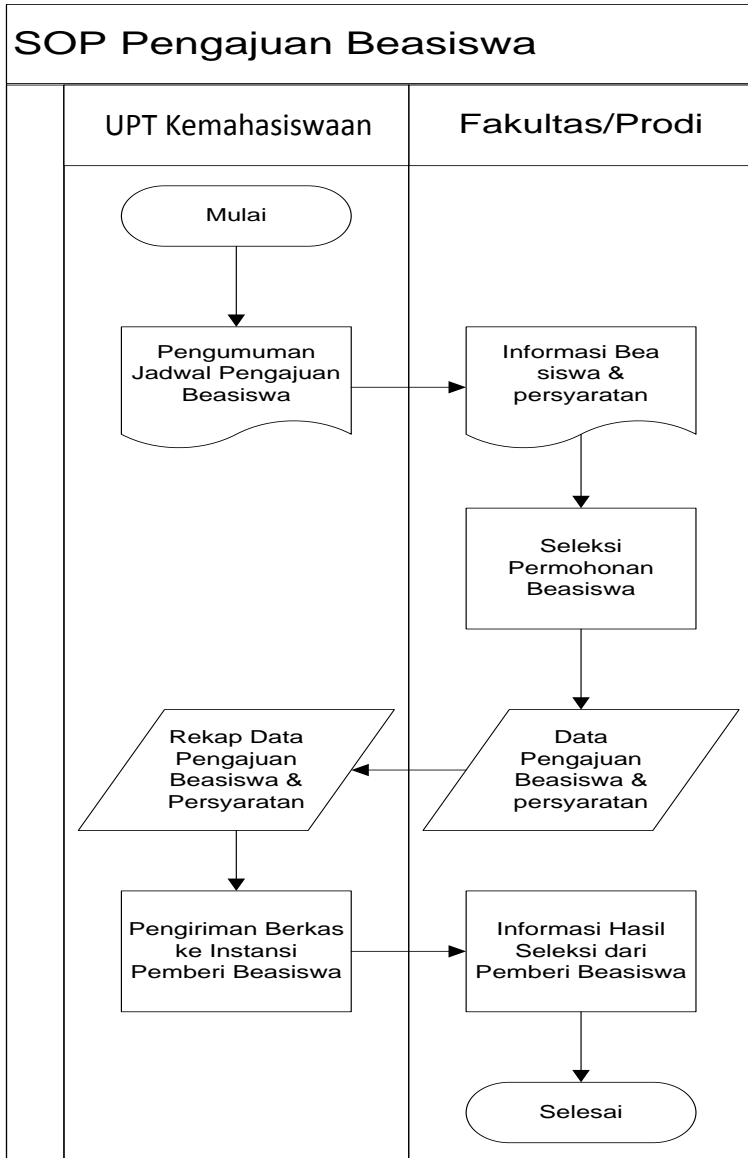 SOP Pengajuan Beasiswa
UPT Kemahasiswaan
Fakultas/Prodi
Mulai
Pengumuman
Jadwal Pengajuan
Beasiswa
Informasi Bea
siswa &
persyaratan
Seleksi
Permohonan
Beasiswa
Data
Pengajuan
Beasiswa &
persyaratan
Rekap Data
Pengajuan
Beasiswa &
Persyaratan
Pengiriman Berkas
ke Instansi
Pemberi Beasiswa
Informasi Hasil
Seleksi dari
Pemberi Beasiswa
Selesai